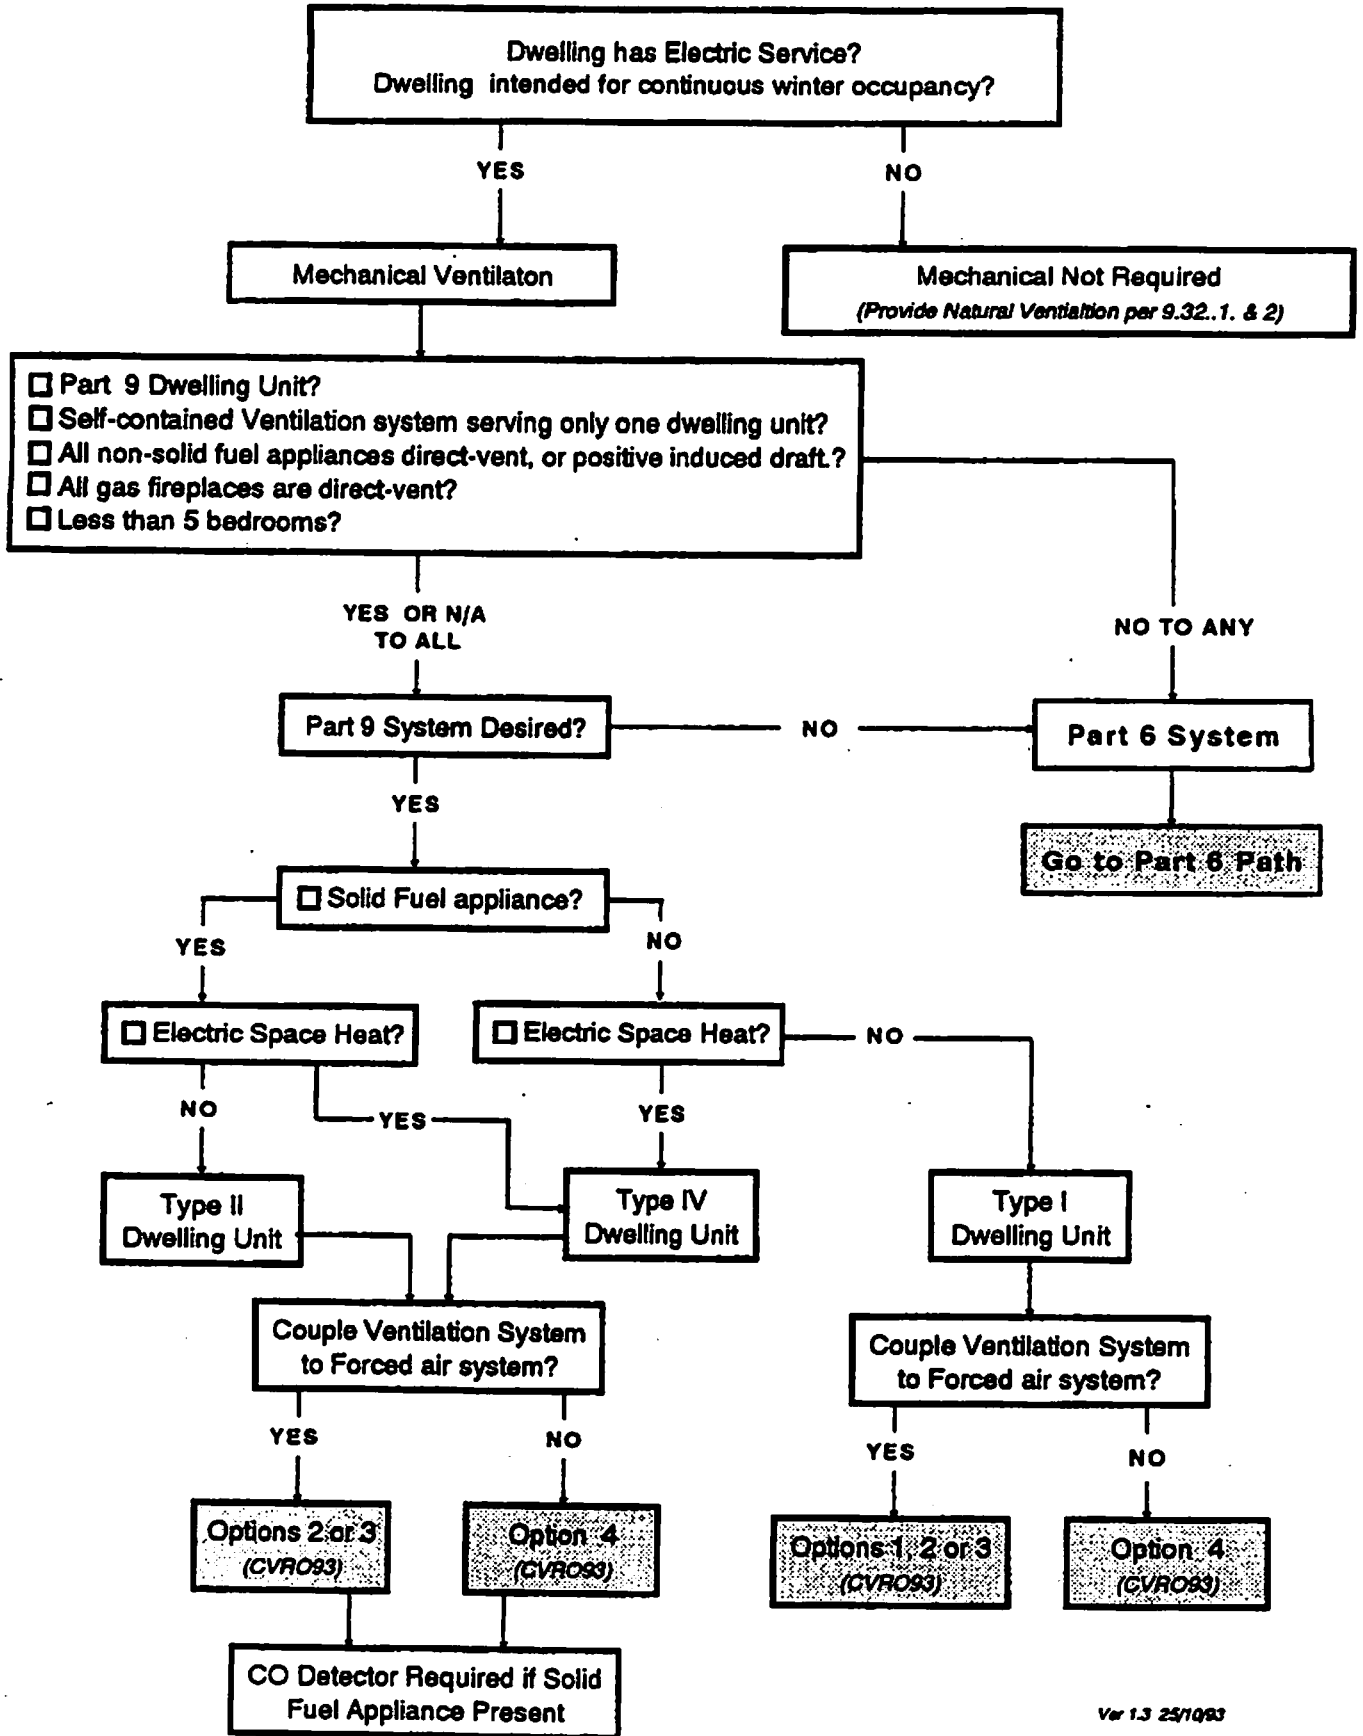 Dwelling has Electric Service?
Dwelling intended for continuous winter occupancy?
YES
NO
Mechanical Ventilaton
Mechanical Not Required
(Provide Natural Ventialtion per 9.32..1. & 2)
☐ Part 9 Dwelling Unit?
☐ Self-contained Ventilation system serving only one dwelling unit?
☐ All non-solid fuel appliances direct-vent, or positive induced draft.?
☐ All gas fireplaces are direct-vent?
☐ Less than 5 bedrooms?
YES OR N/A
TO ALL
NO TO ANY
Part 9 System Desired?
NO
Part 6 System
YES
Go to Part 6 Path
☐ Solid Fuel appliance?
YES
NO
☐ Electric Space Heat?
☐ Electric Space Heat?
NO
NO
YES
YES
Type II
Dwelling Unit
Type IV
Dwelling Unit
Type I
Dwelling Unit
Couple Ventilation System
to Forced air system?
Couple Ventilation System
to Forced air system?
YES
NO
YES
NO
Options 2 or 3
(CVRO93)
Option 4
(CVRO93)
Options 1, 2 or 3
(CVRO93)
Option 4
(CVRO93)
CO Detector Required if Solid
Fuel Appliance Present
Ver 1.3 25/10/93